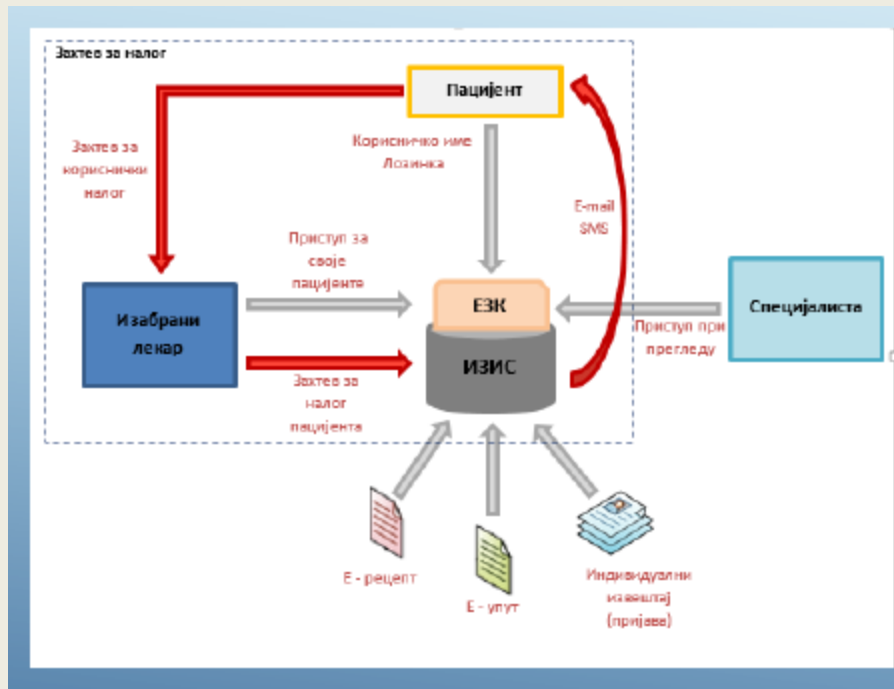 Захтев за налог
Пацијент
Захтев за
кориснички
налог
Корисничко име
Лозинка
E-mail
SMS
Приступ за
своје
пацијенте
ЕЗК
ИЗИС
Изабрани
лекар
Специјалиста
Приступ при
прегледу
Захтев за
налог
пацијента
Е - рецепт
Е - упут
Индивидуални
извештај
(пријава)